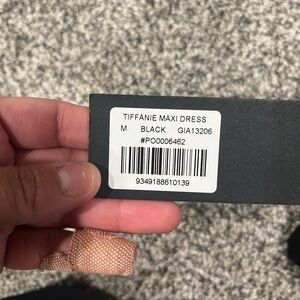 TIFFANIE MAXI DRESS
M BLACK GIA13206
#PO0006462
9349188610139